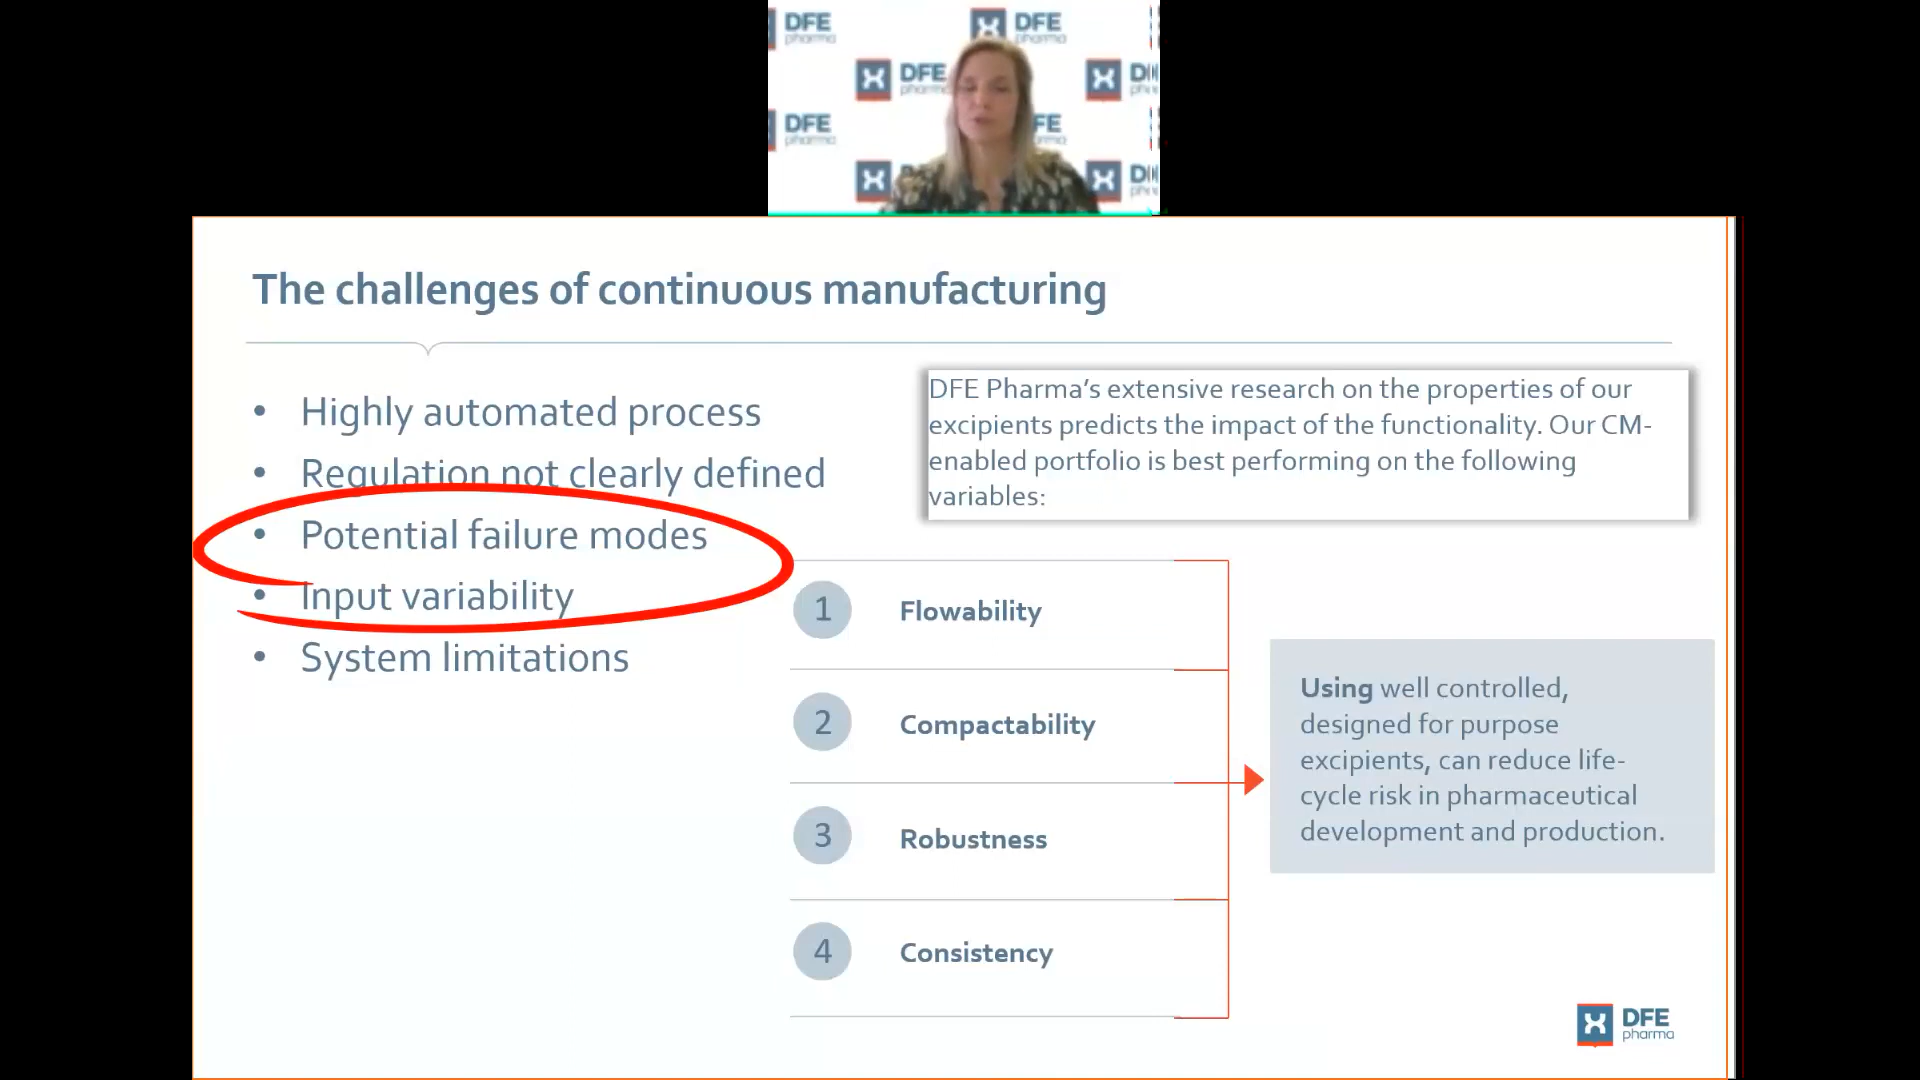 DFE
pharma
DFE
pharma
DFE
pharma
DFE
pharma
FE
pharma
The challenges of continuous manufacturing
• Highly automated process
• Regulation not clearly defined
• Potential failure modes
• Input variability
• System limitations
DFE Pharma’s extensive research on the properties of our
excipients predicts the impact of the functionality. Our CM-
enabled portfolio is best performing on the following
variables:
1 Flowability
2 Compactability
3 Robustness
4 Consistency
Using well controlled,
designed for purpose
excipients, can reduce life-
cycle risk in pharmaceutical
development and production.
DFE
pharma